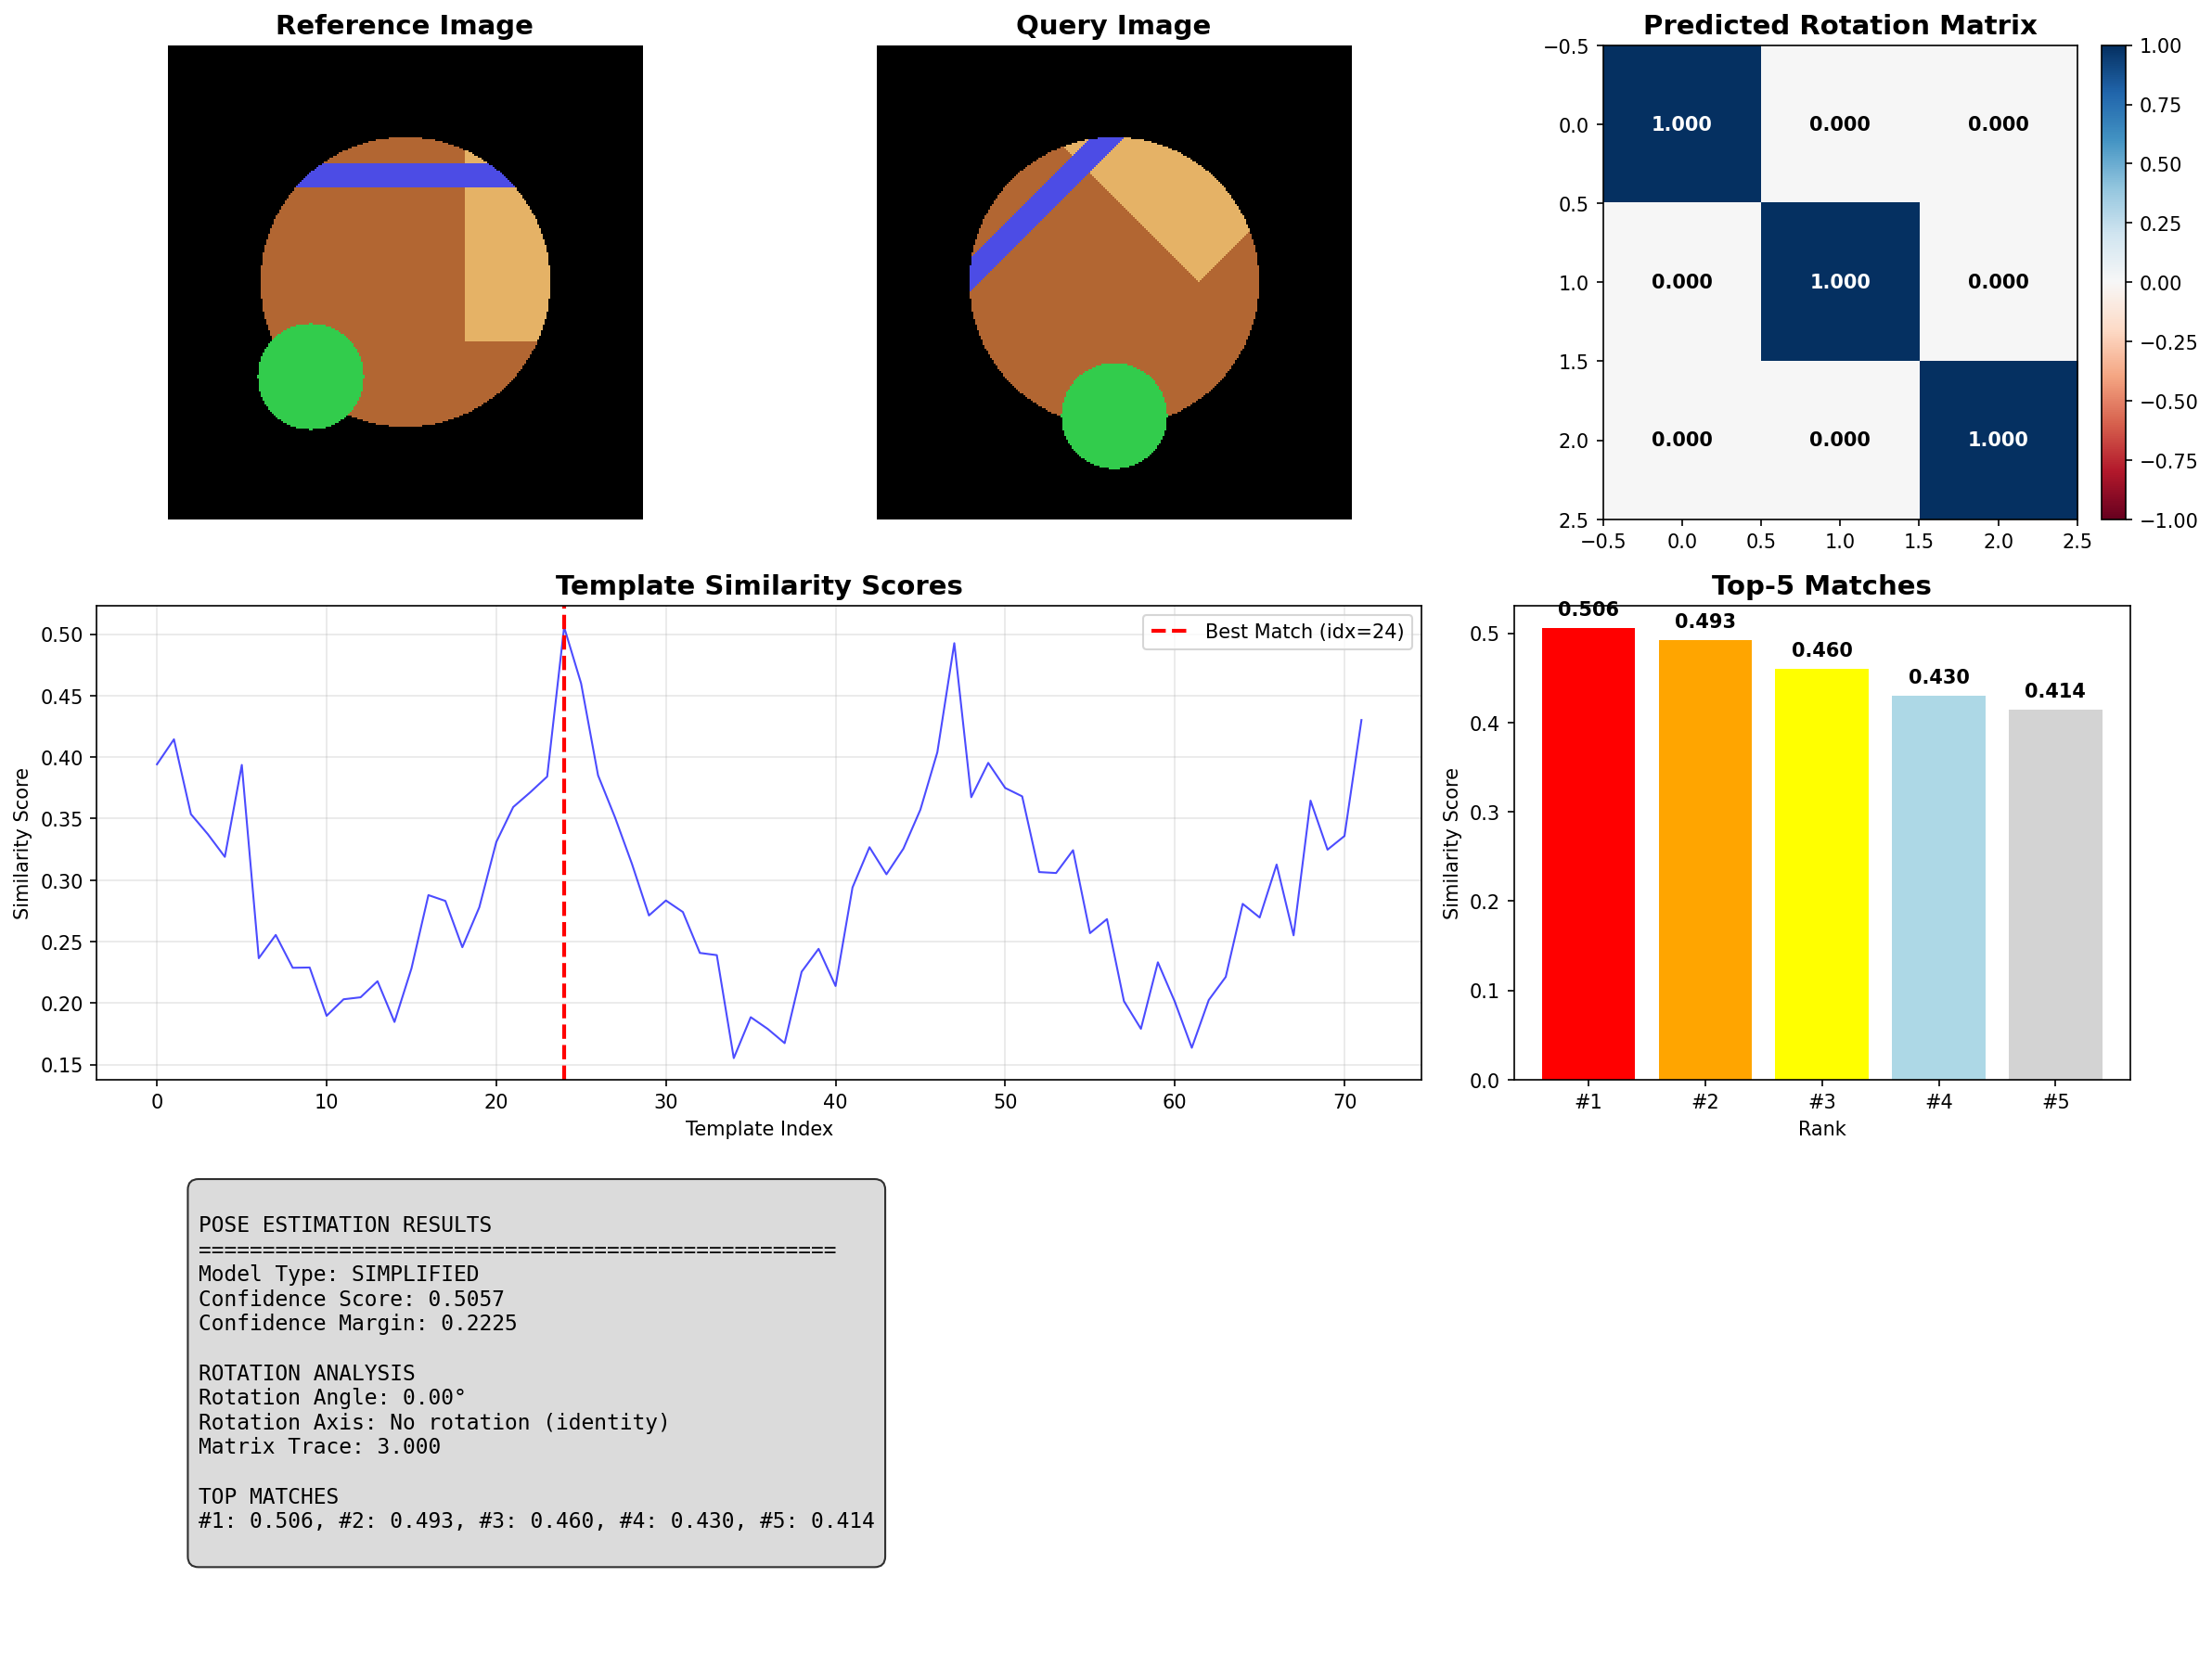 Reference Image
Query Image
Predicted Rotation Matrix
−0.5
0.0
0.5
1.0
1.5
2.0
2.5
1.000 0.000 0.000
0.000 1.000 0.000
0.000 0.000 1.000
−0.5 0.0 0.5 1.0 1.5 2.0 2.5
1.00
0.75
0.50
0.25
0.00
−0.25
−0.50
−0.75
−1.00
Template Similarity Scores
Similarity Score
0.50
0.45
0.40
0.35
0.30
0.25
0.20
0.15
Best Match (idx=24)
0 10 20 30 40 50 60 70
Template Index
Top-5 Matches
Similarity Score
0.5
0.4
0.3
0.2
0.1
0.0
0.506 0.493 0.460 0.430 0.414
#1 #2 #3 #4 #5
Rank
POSE ESTIMATION RESULTS
==================================================
Model Type: SIMPLIFIED
Confidence Score: 0.5057
Confidence Margin: 0.2225
ROTATION ANALYSIS
Rotation Angle: 0.00°
Rotation Axis: No rotation (identity)
Matrix Trace: 3.000
TOP MATCHES
#1: 0.506, #2: 0.493, #3: 0.460, #4: 0.430, #5: 0.414